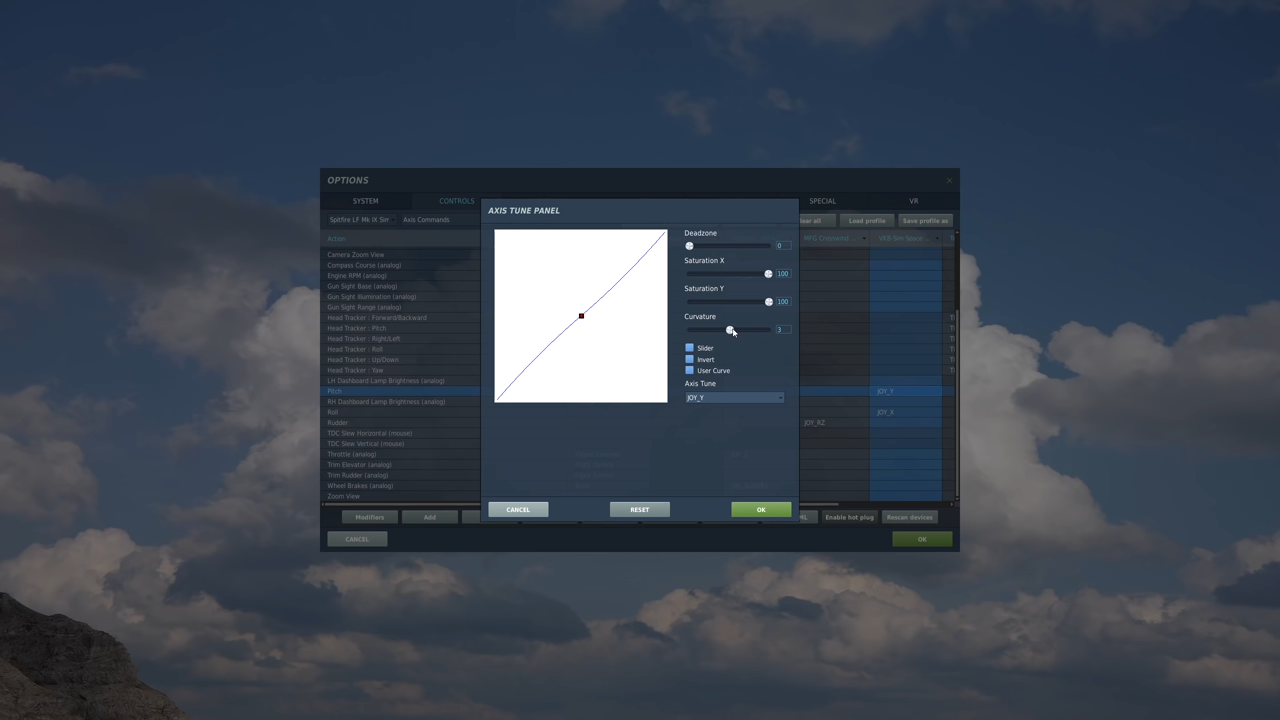 OPTIONS
×
SYSTEM
CONTROLS
SPECIAL
VR
Axis Commands
Load profile
Save profile as
Action
Camera Zoom View
Compass Course (analog)
Engine RPM (analog)
Gun Sight Base (analog)
Gun Sight Illumination (analog)
Gun Sight Range (analog)
Head Tracker : Forward/Backward
Head Tracker : Pitch
Head Tracker : Right/Left
Head Tracker : Roll
Head Tracker : Up/Down
Head Tracker : Yaw
LH Dashboard Lamp Brightness (analog)
Pitch
JOY_Y
RH Dashboard Lamp Brightness (analog)
Roll
JOY_X
Rudder
JOY_RZ
TDC Slew Horizontal (mouse)
TDC Slew Vertical (mouse)
Throttle (analog)
Trim Elevator (analog)
Trim Rudder (analog)
Wheel Brakes (analog)
Zoom View
Modifiers
Add
Enable hot plug
Rescan devices
CANCEL
OK
AXIS TUNE PANEL
Deadzone
0
Saturation X
100
Saturation Y
100
Curvature
3
Slider
Invert
User Curve
Axis Tune
JOY_Y
CANCEL
RESET
OK